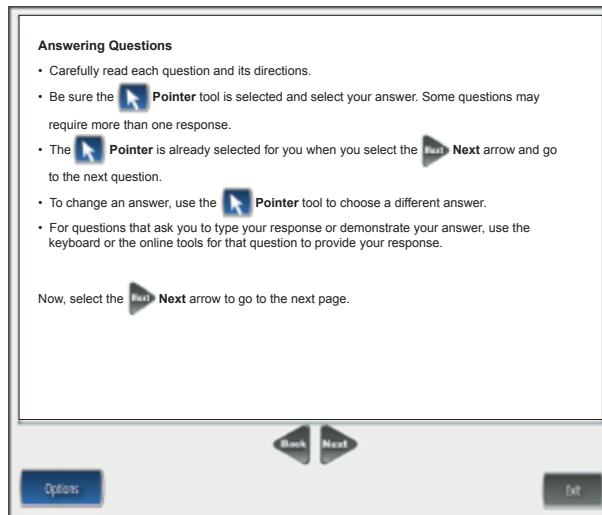 Answering Questions
• Carefully read each question and its directions.
• Be sure the Pointer tool is selected and select your answer. Some questions may
require more than one response.
• The Pointer is already selected for you when you select the Next Next arrow and go
to the next question.
• To change an answer, use the Pointer tool to choose a different answer.
• For questions that ask you to type your response or demonstrate your answer, use the
keyboard or the online tools for that question to provide your response.
Now, select the Next Next arrow to go to the next page.
Back Next
Options Exit